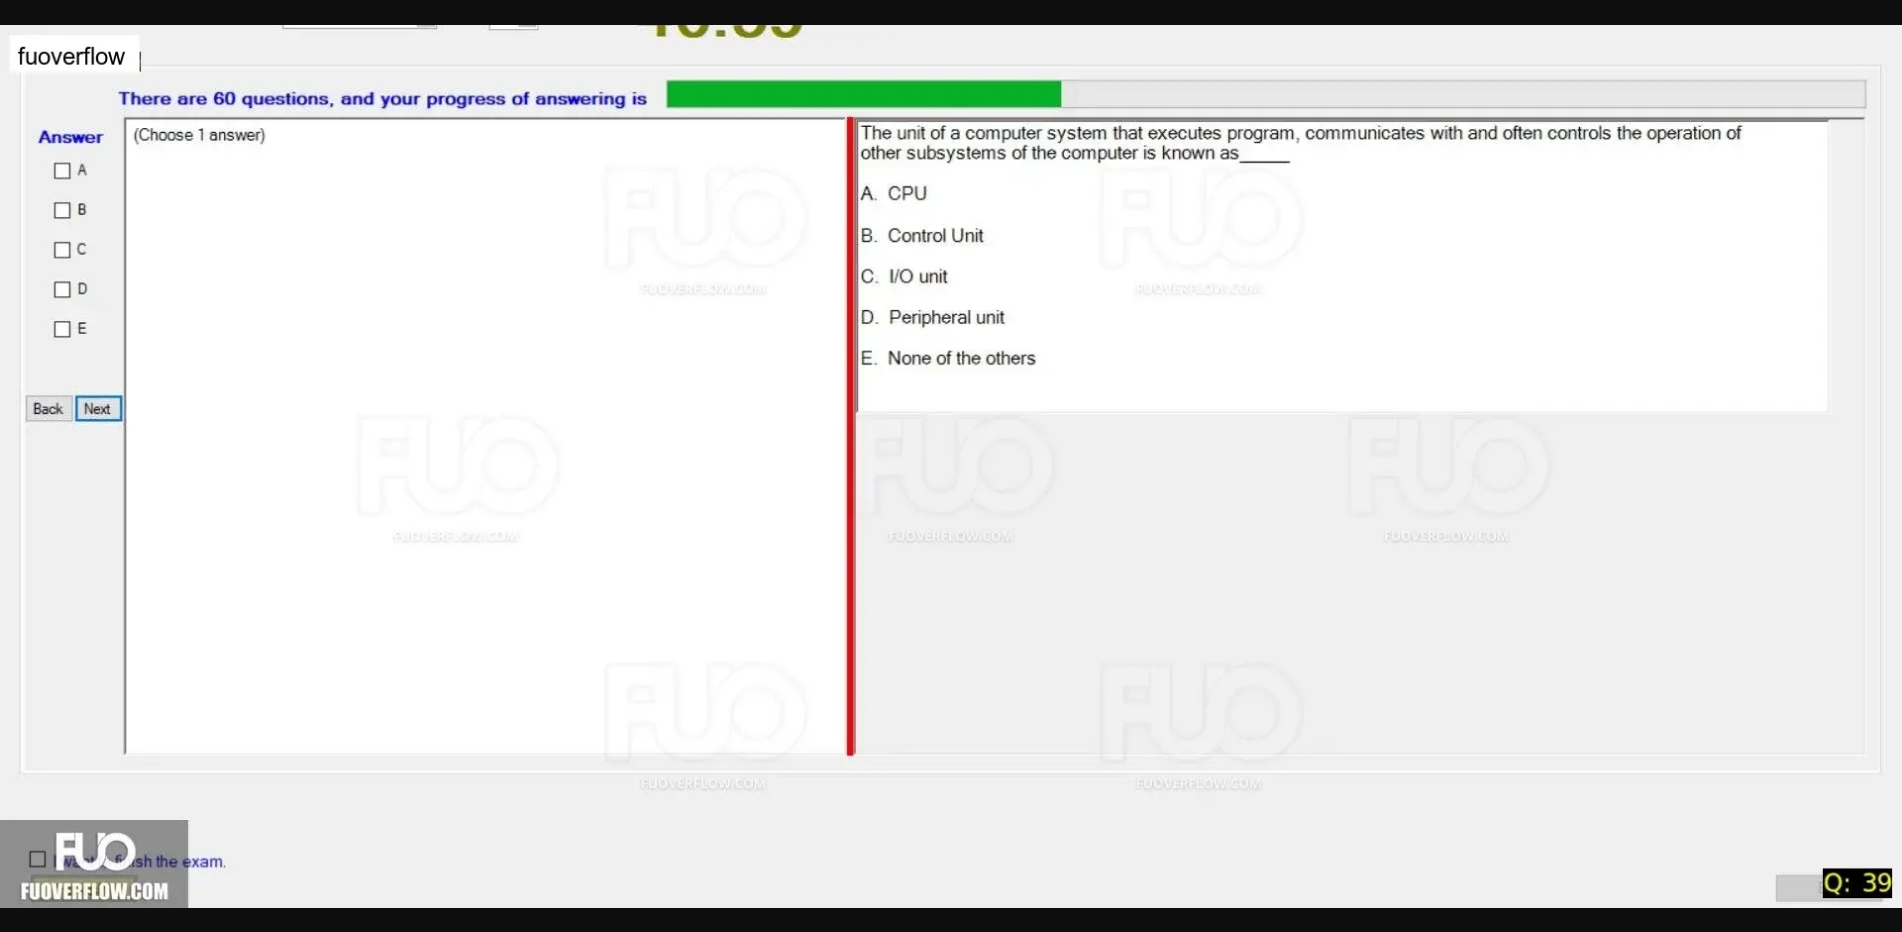 fuoverflow
There are 60 questions, and your progress of answering is
Answer
(Choose 1 answer)
A
B
C
D
E
Back Next
The unit of a computer system that executes program, communicates with and often controls the operation of
other subsystems of the computer is known as_____
A. CPU
B. Control Unit
C. I/O unit
D. Peripheral unit
E. None of the others
FUO
FUOVERFLOW.COM
FUO
FUOVERFLOW.COM
FUO
FUOVERFLOW.COM
FUO
FUOVERFLOW.COM
FUO
FUOVERFLOW.COM
FUO
FUOVERFLOW.COM
FUO
FUOVERFLOW.COM
FUO
the exam.
FUOVERFLOW.COM
Q: 39